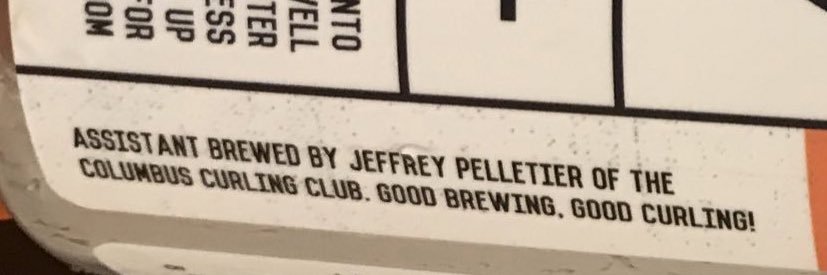 NTO
VELL
TER
ESS
UP
FOR
OM
ASSISTANT BREWED BY JEFFREY PELLETIER OF THE
COLUMBUS CURLING CLUB. GOOD BREWING, GOOD CURLING!